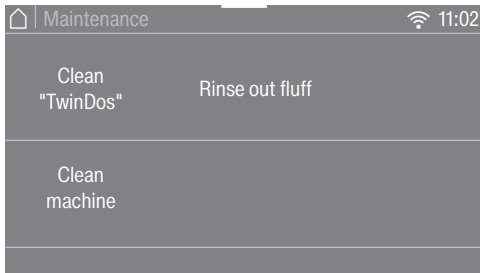 Maintenance 11:02
Clean
"TwinDos"
Rinse out fluff
Clean
machine